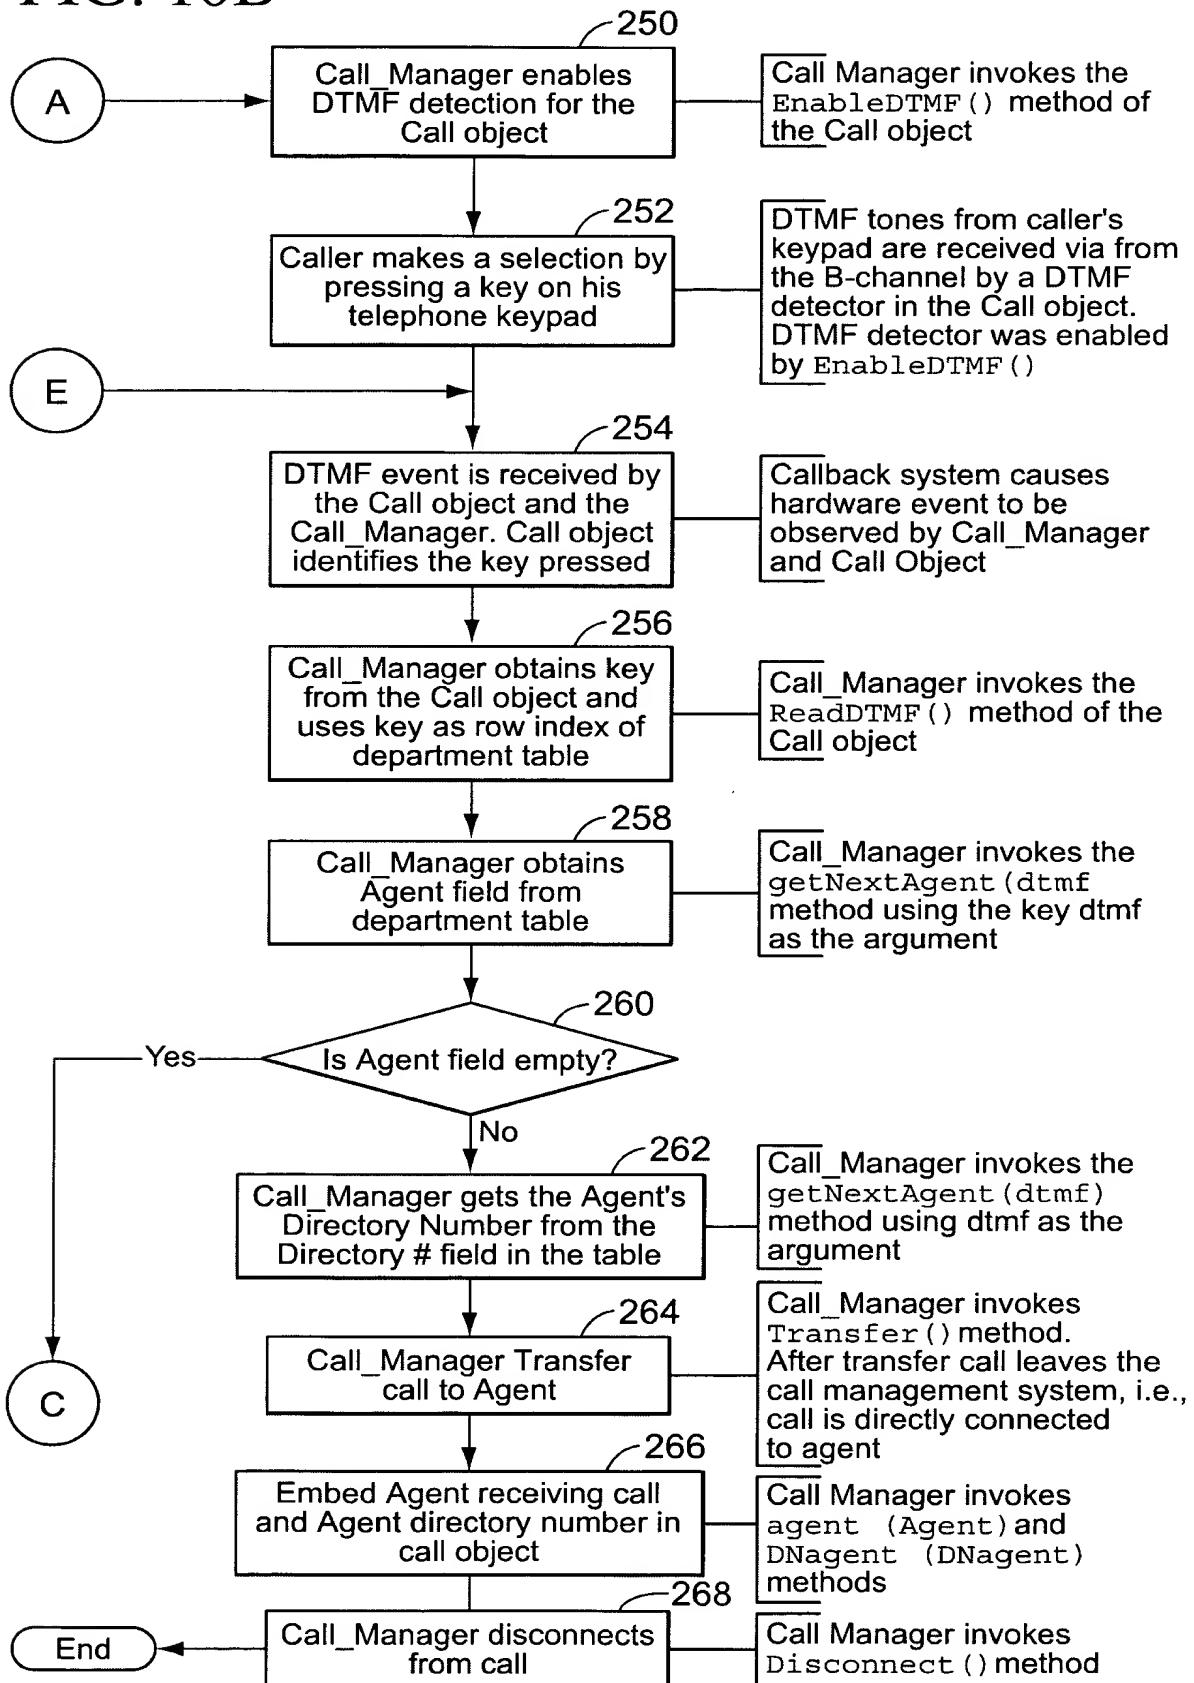 FIG. 10B
250
A
Call_Manager enables
DTMF detection for the
Call object
Call Manager invokes the
EnableDTMF() method of
the Call object
252
Caller makes a selection by
pressing a key on his
telephone keypad
DTMF tones from caller's
keypad are received via from
the B-channel by a DTMF
detector in the Call object.
DTMF detector was enabled
by EnableDTMF()
E
254
DTMF event is received by
the Call object and the
Call_Manager. Call object
identifies the key pressed
Callback system causes
hardware event to be
observed by Call_Manager
and Call Object
256
Call_Manager obtains key
from the Call object and
uses key as row index of
department table
Call_Manager invokes the
ReadDTMF() method of the
Call object
258
Call_Manager obtains
Agent field from
department table
Call_Manager invokes the
getNextAgent(dtmf
method using the key dtmf
as the argument
260
Yes
Is Agent field empty?
No
262
Call_Manager gets the Agent's
Directory Number from the
Directory # field in the table
Call_Manager invokes the
getNextAgent(dtmf)
method using dtmf as the
argument
264
C
Call_Manager Transfer
call to Agent
Call_Manager invokes
Transfer() method.
After transfer call leaves the
call management system, i.e.,
call is directly connected
to agent
266
Embed Agent receiving call
and Agent directory number in
call object
Call Manager invokes
agent (Agent) and
DNagent (DNagent)
methods
268
End
Call_Manager disconnects
from call
Call Manager invokes
Disconnect() method